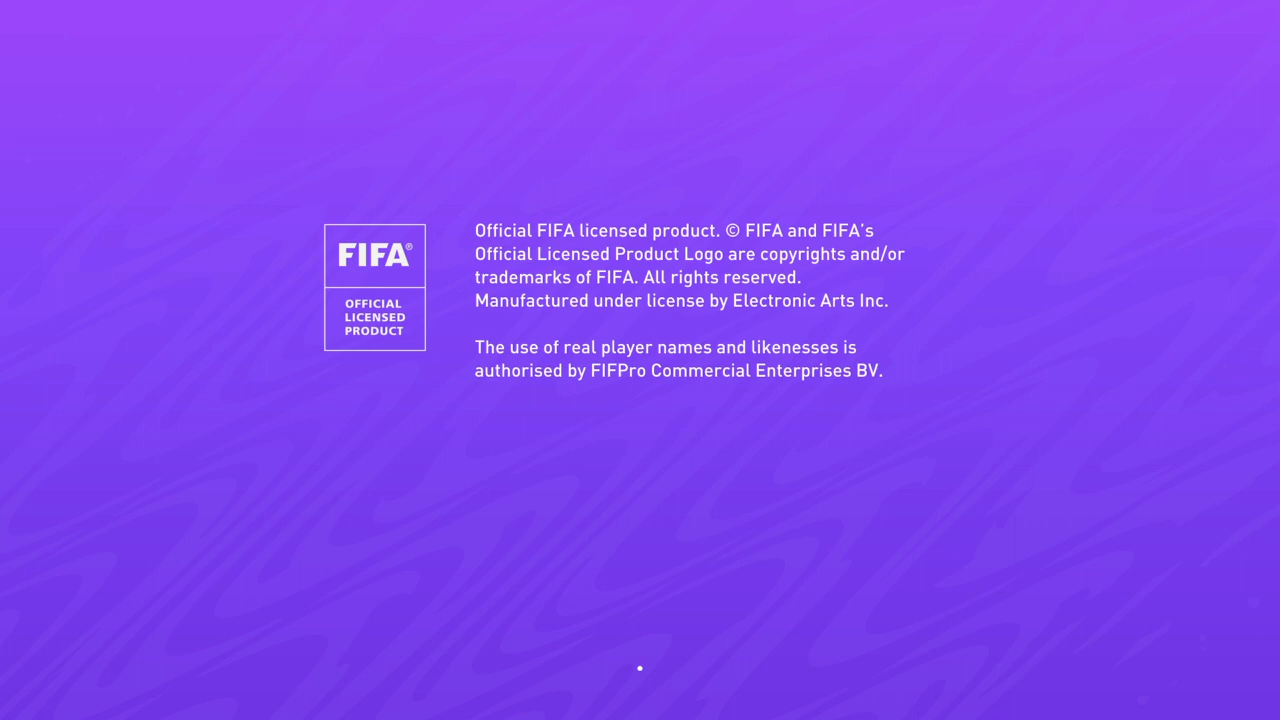 FIFA®
OFFICIAL
LICENSED
PRODUCT
Official FIFA licensed product. © FIFA and FIFA's
Official Licensed Product Logo are copyrights and/or
trademarks of FIFA. All rights reserved.
Manufactured under license by Electronic Arts Inc.
The use of real player names and likenesses is
authorised by FIFPro Commercial Enterprises BV.